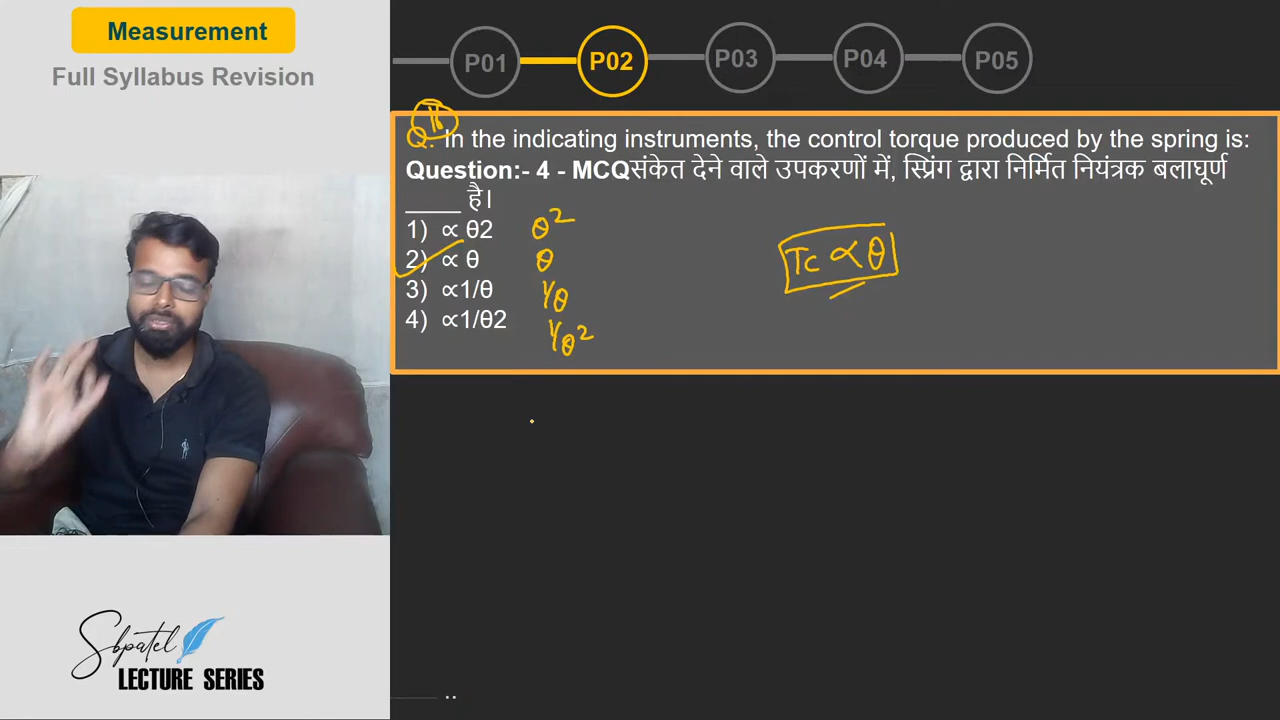 Measurement
Full Syllabus Revision
P01
P02
P03
P04
P05
16
Q. In the indicating instruments, the control torque produced by the spring is:
Question:- 4 - MCQसंकेत देने वाले उपकरणों में, स्प्रिंग द्वारा निर्मित नियंत्रक बलाघूर्ण
____ है।
1) ∝ θ2 θ²
2) ∝ θ θ
3) ∝1/θ 1/θ
4) ∝1/θ2 1/θ²
Tc ∝ θ
Sbpatel
LECTURE SERIES